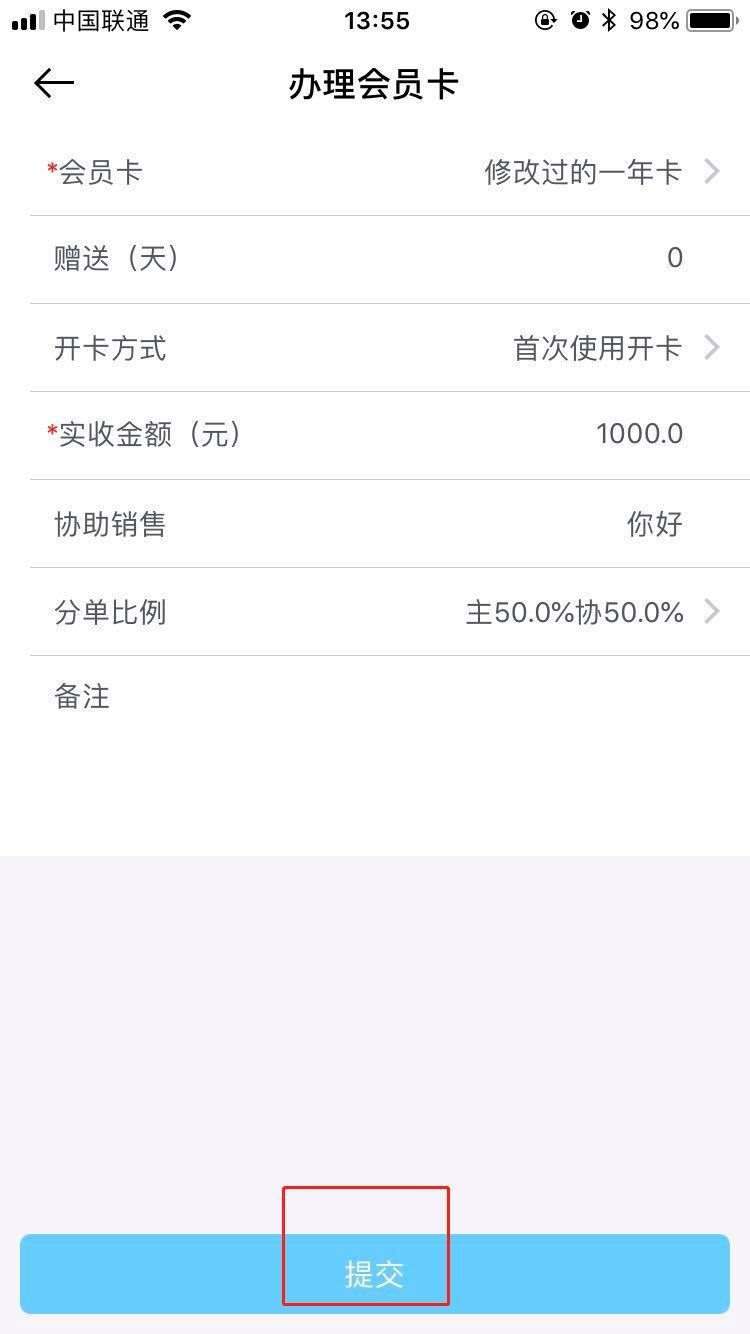 中国联通 13:55 98%
办理会员卡
*会员卡 修改过的一年卡
赠送（天） 0
开卡方式 首次使用开卡
*实收金额（元） 1000.0
协助销售 你好
分单比例 主50.0%协50.0%
备注
提交